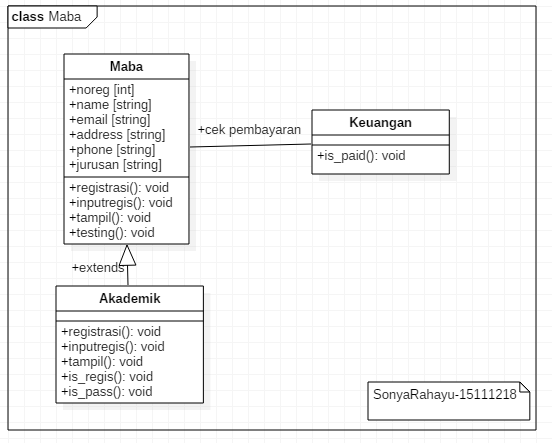 class Maba
Maba
+noreg [int]
+name [string]
+email [string]
+address [string]
+phone [string]
+jurusan [string]
+registrasi(): void
+inputregis(): void
+tampil(): void
+testing(): void
+cek pembayaran
Keuangan
+is_paid(): void
+extends
Akademik
+registrasi(): void
+inputregis(): void
+tampil(): void
+is_regis(): void
+is_pass(): void
SonyaRahayu-15111218